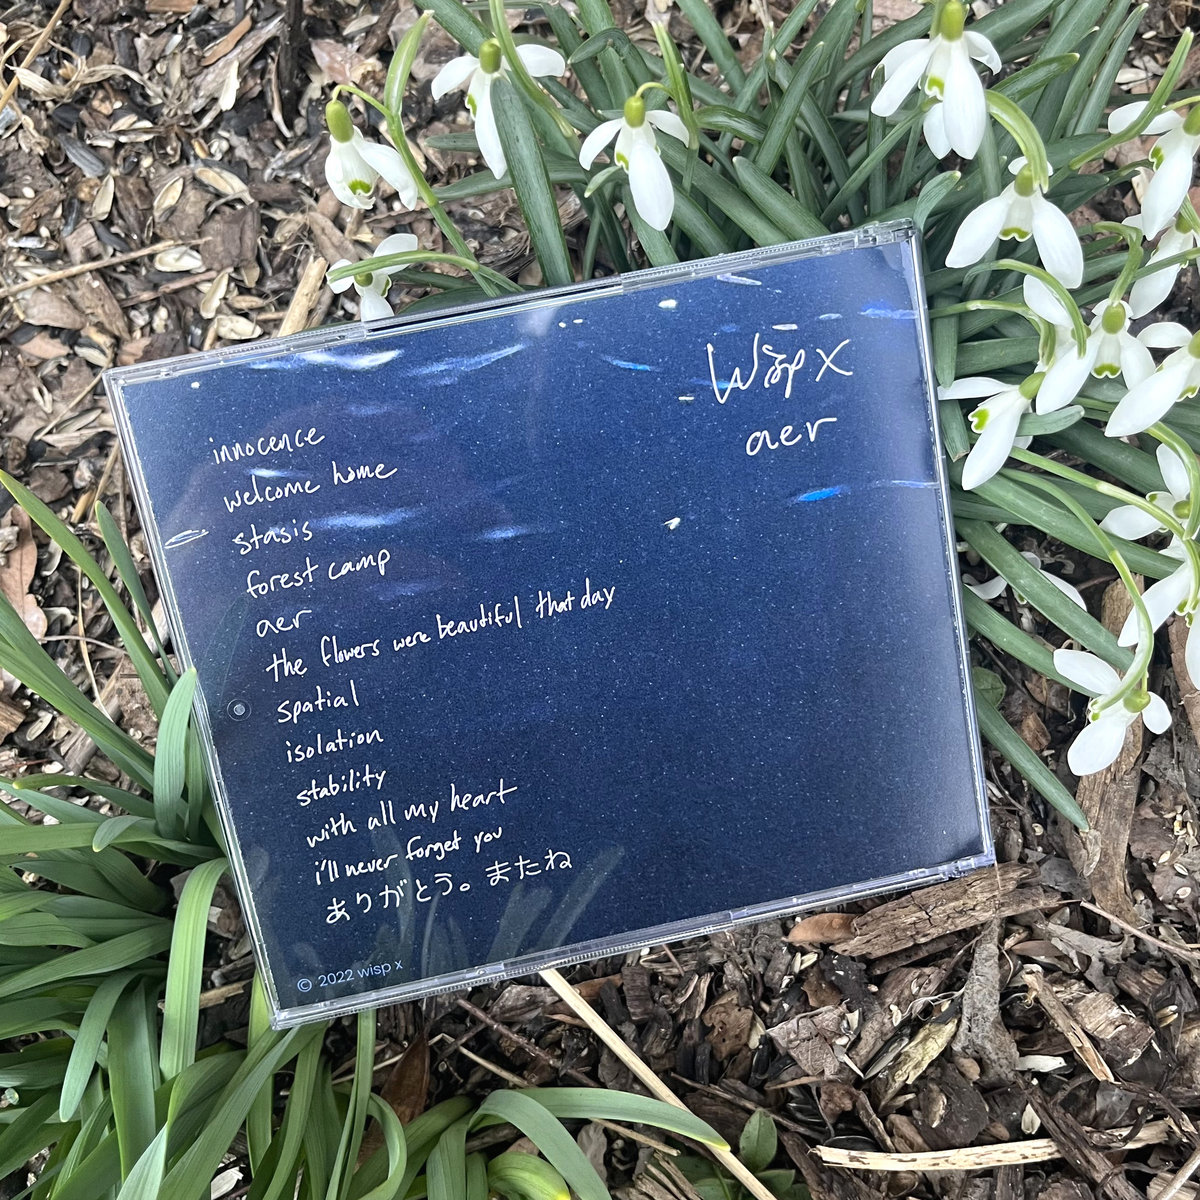 Wisp X
aer
innocence
welcome home
stasis
forest camp
aer
the flowers were beautiful that day
spatial
isolation
stability
with all my heart
i'll never forget you
ありがとう。またね
© 2022 wisp x